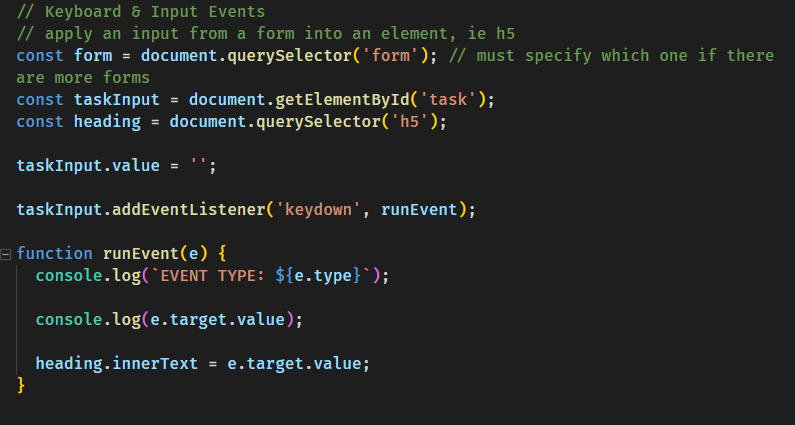 // Keyboard & Input Events
// apply an input from a form into an element, ie h5
const form = document.querySelector('form'); // must specify which one if there
are more forms
const taskInput = document.getElementById('task');
const heading = document.querySelector('h5');
taskInput.value = '';
taskInput.addEventListener('keydown', runEvent);
function runEvent(e) {
console.log(`EVENT TYPE: ${e.type}`);
console.log(e.target.value);
heading.innerText = e.target.value;
}